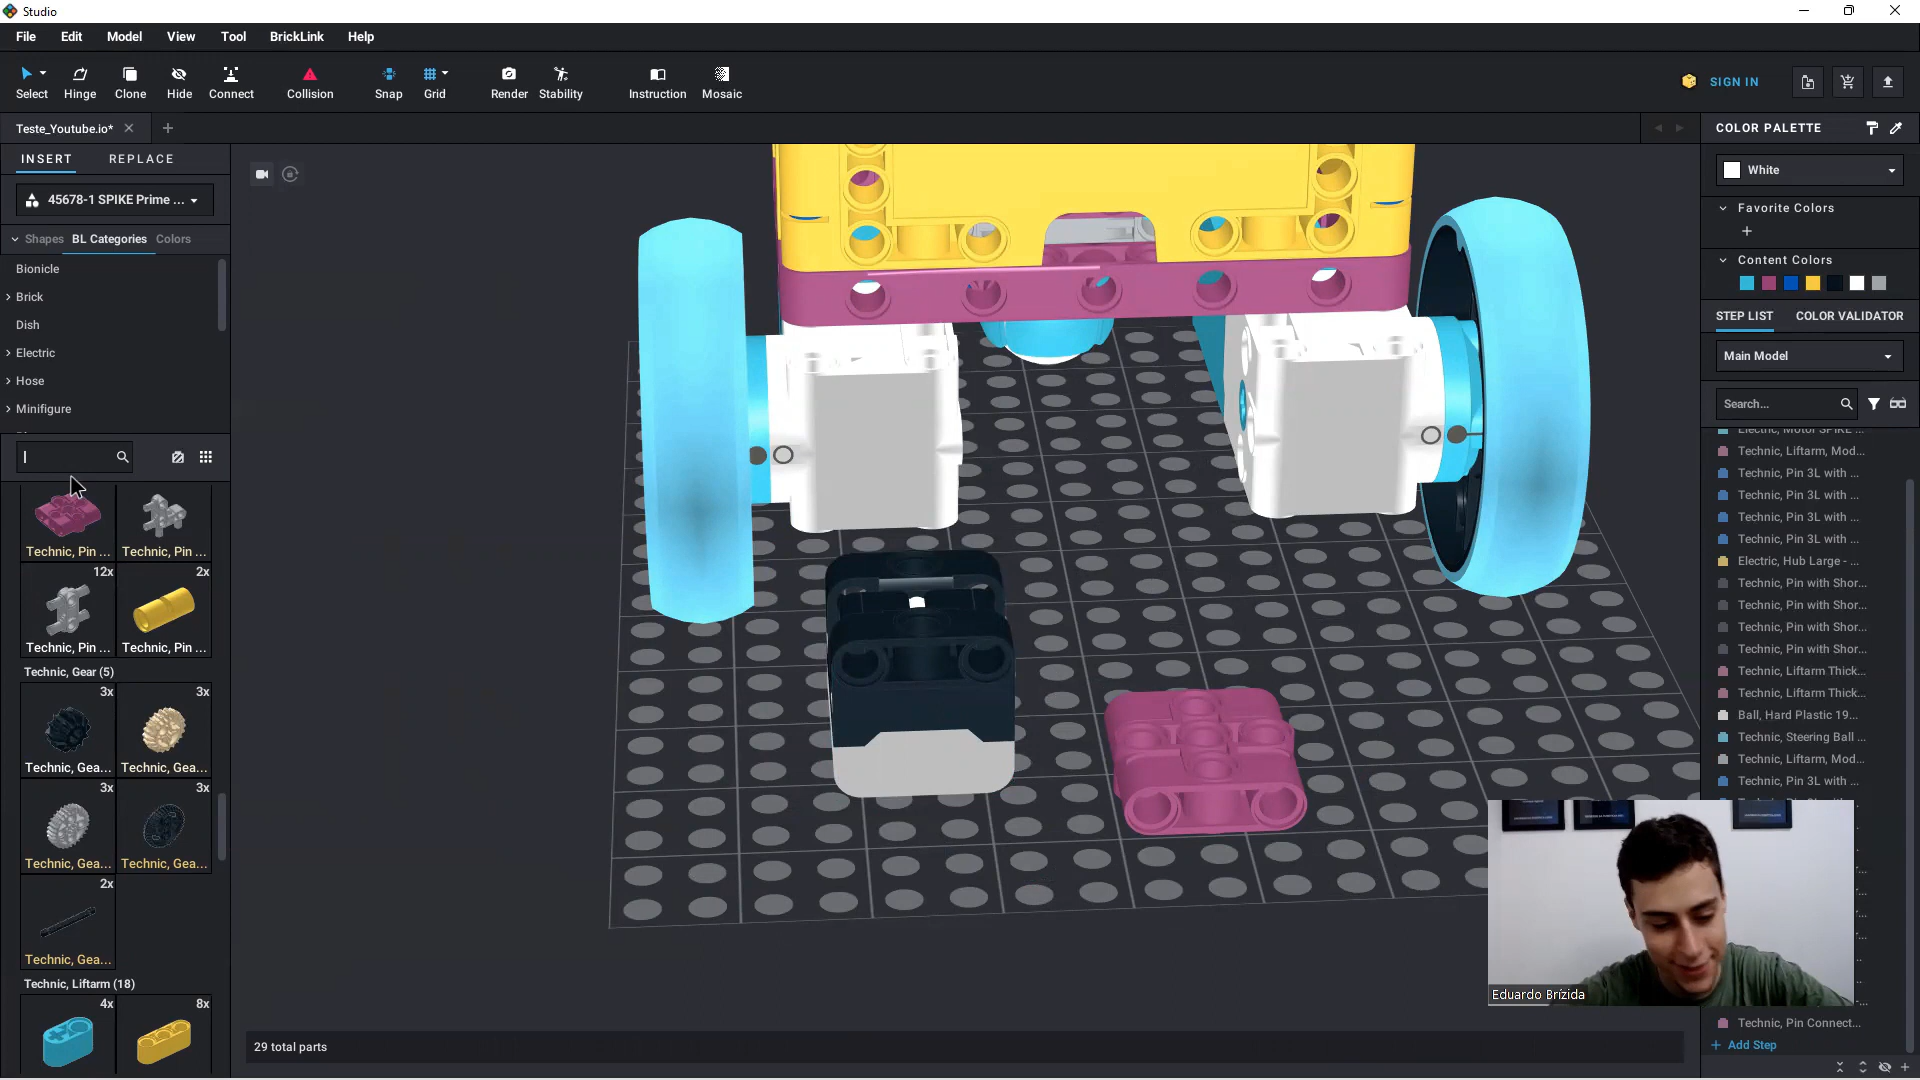 Studio
File Edit Model View Tool BrickLink Help
Select Hinge Clone Hide Connect Collision Snap Grid Render Stability Instruction Mosaic SIGN IN
Teste_Youtube.io*
INSERT REPLACE
45678-1 SPIKE Prime ...
Shapes BL Categories Colors
Bionicle
Brick
Dish
Electric
Hose
Minifigure
Technic, Pin ... Technic, Pin ...
12x 2x
Technic, Pin ... Technic, Pin ...
Technic, Gear (5)
3x 3x
Technic, Gea... Technic, Gea...
3x 3x
Technic, Gea... Technic, Gea...
2x
Technic, Gea...
Technic, Liftarm (18)
4x 8x
29 total parts
COLOR PALETTE
White
Favorite Colors
Content Colors
STEP LIST COLOR VALIDATOR
Main Model
Search...
Electric, Motor SPIKE ...
Technic, Liftarm, Mod...
Technic, Pin 3L with ...
Technic, Pin 3L with ...
Technic, Pin 3L with ...
Technic, Pin 3L with ...
Electric, Hub Large - ...
Technic, Pin with Shor...
Technic, Pin with Shor...
Technic, Pin with Shor...
Technic, Pin with Shor...
Technic, Liftarm Thick...
Technic, Liftarm Thick...
Ball, Hard Plastic 19...
Technic, Steering Ball ...
Technic, Liftarm, Mod...
Technic, Pin 3L with ...
Eduardo Brízida
Technic, Pin Connect...
Add Step